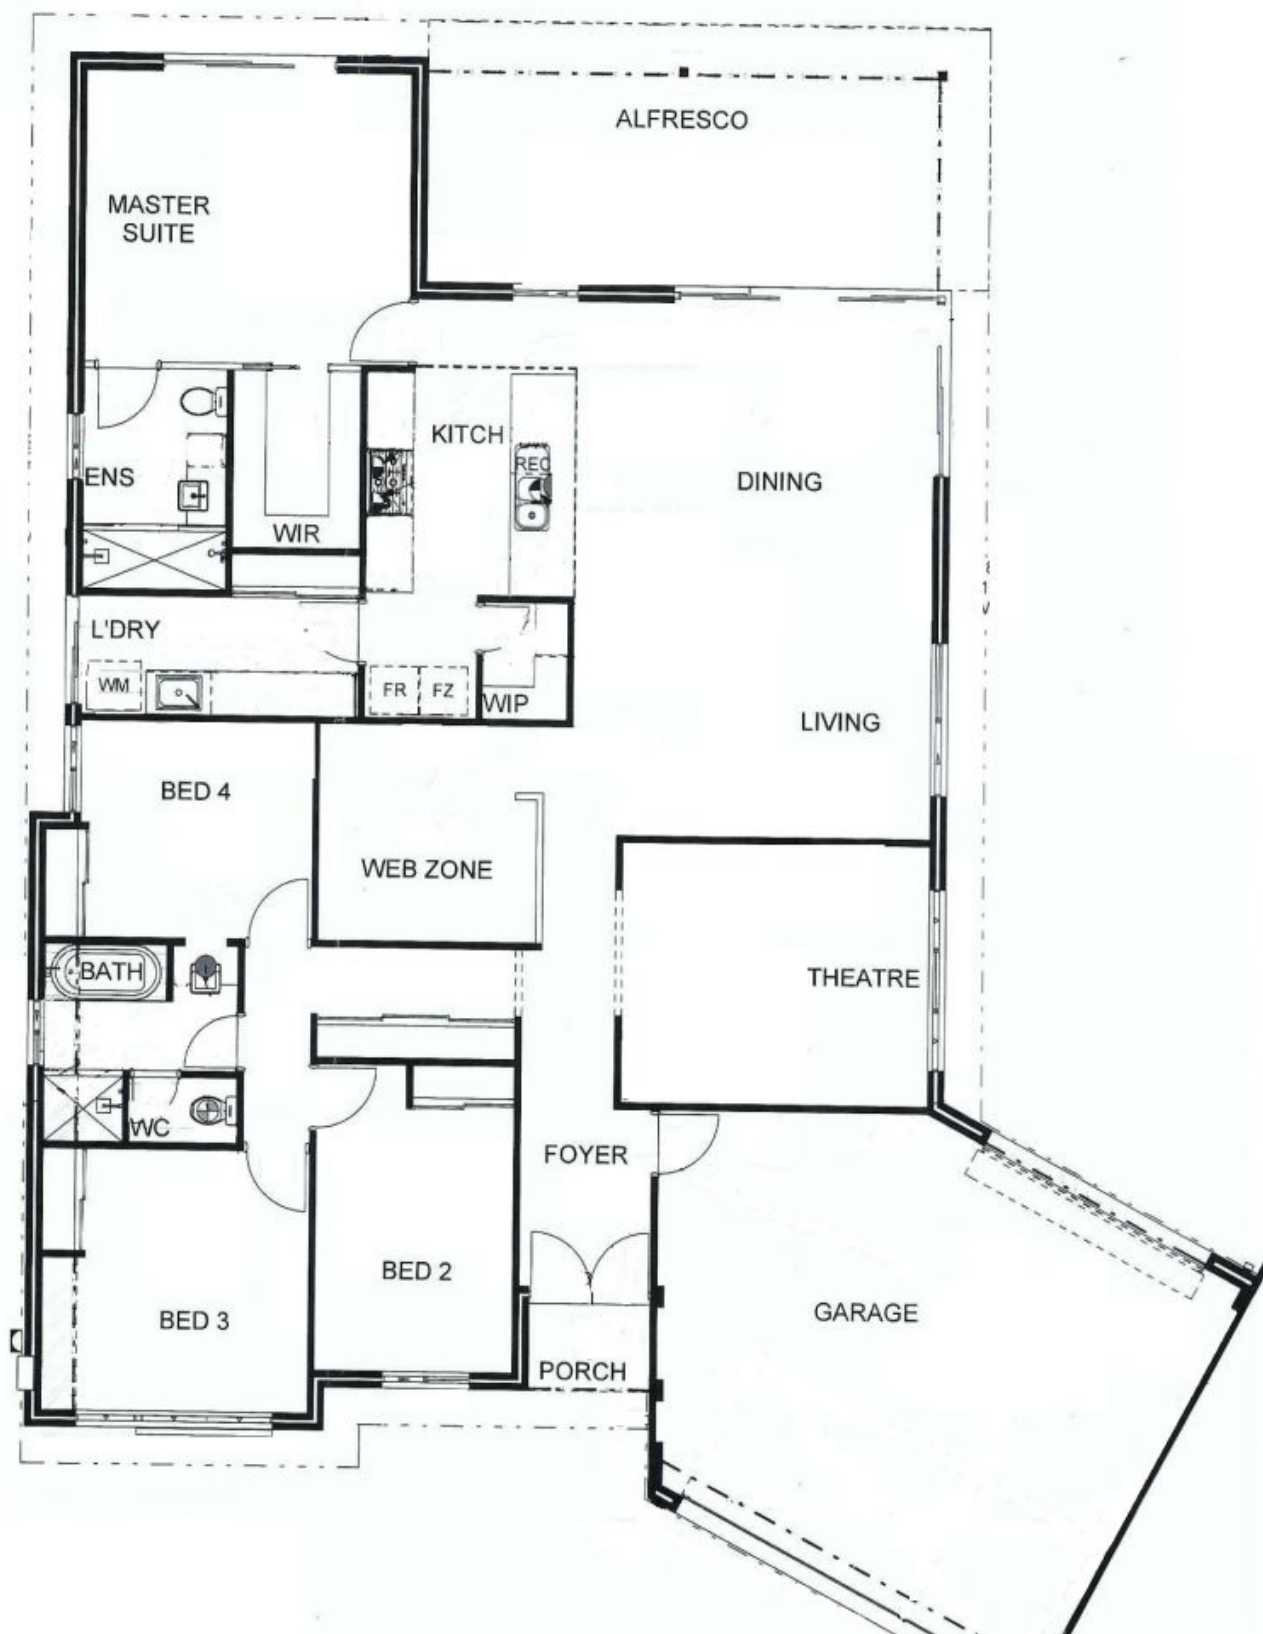 ALFRESCO
MASTER
SUITE
KITCH
REC
ENS
DINING
WIR
L'DRY
WM
FR
FZ
WIP
LIVING
BED 4
WEB ZONE
BATH
THEATRE
WC
FOYER
BED 2
GARAGE
BED 3
PORCH